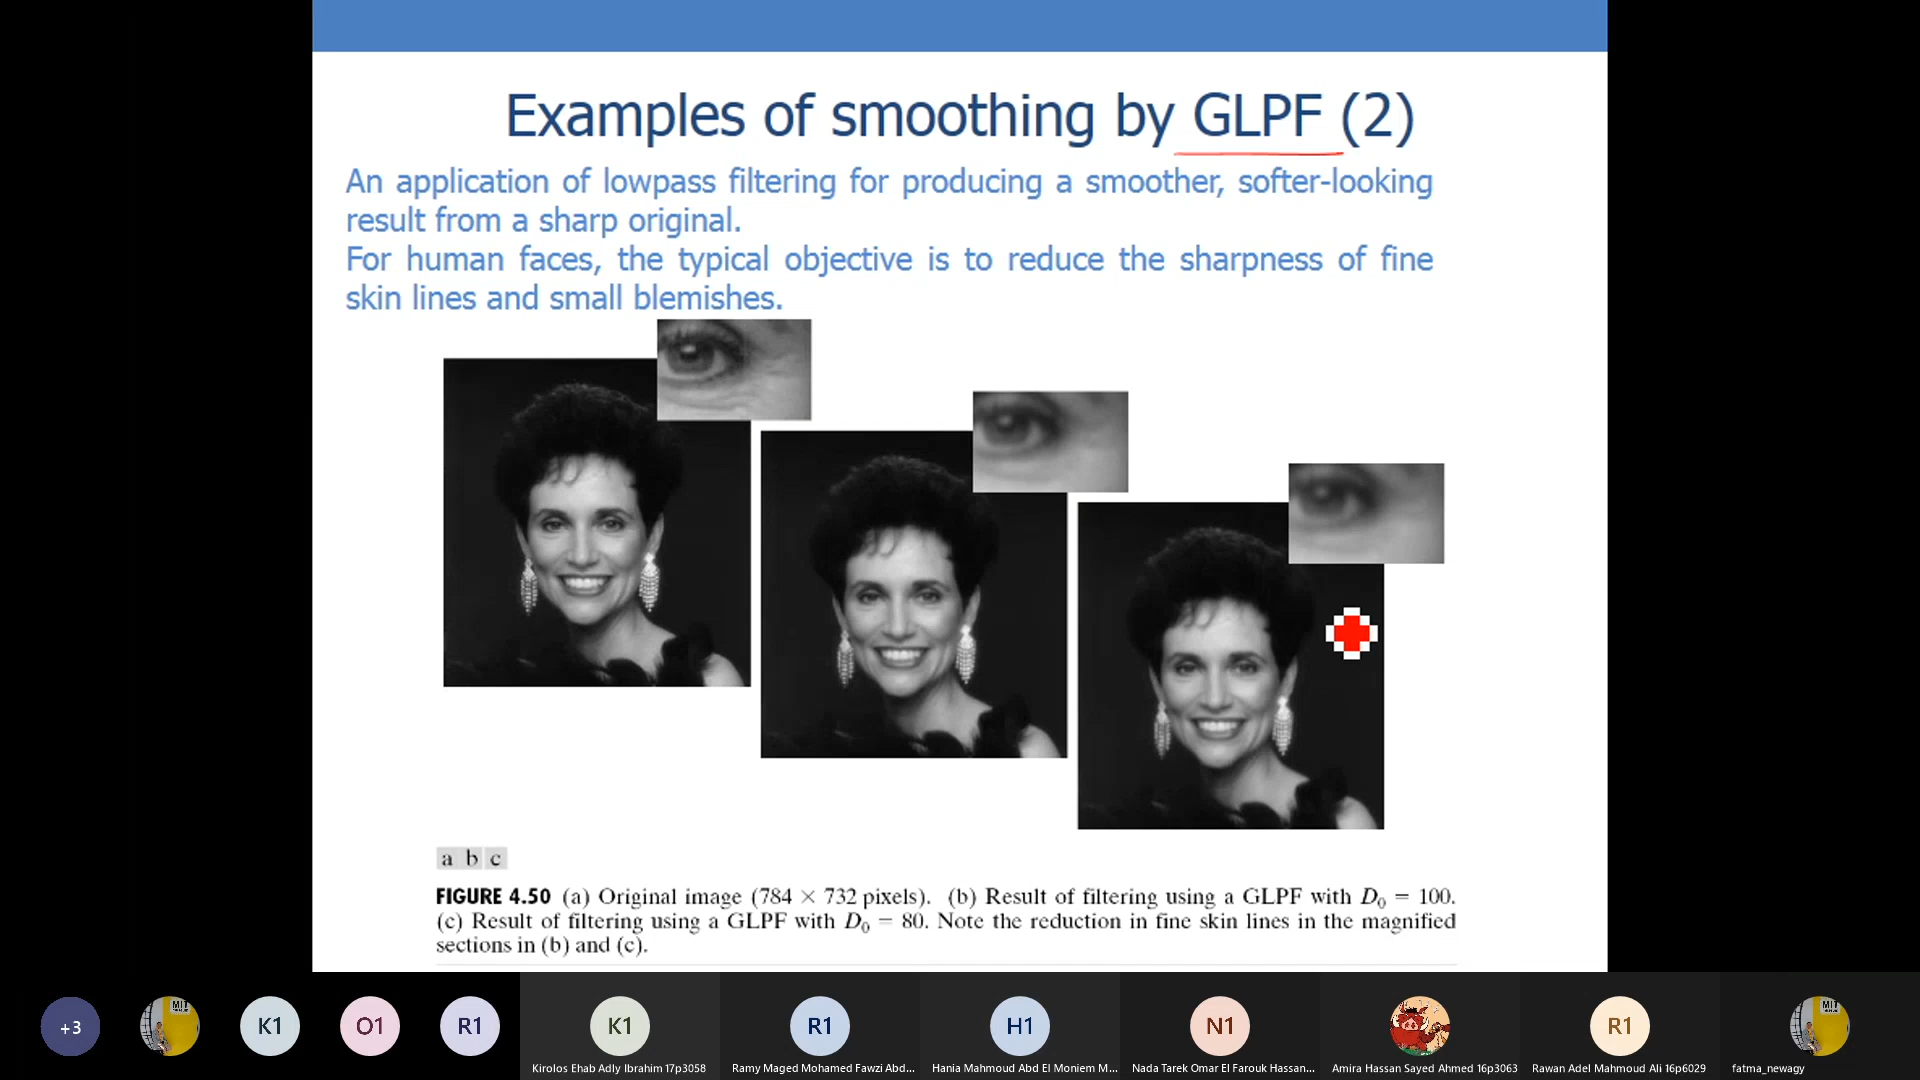 Examples of smoothing by GLPF (2)
An application of lowpass filtering for producing a smoother, softer-looking
result from a sharp original.
For human faces, the typical objective is to reduce the sharpness of fine
skin lines and small blemishes.
a b c
FIGURE 4.50 (a) Original image (784 × 732 pixels). (b) Result of filtering using a GLPF with D₀ = 100.
(c) Result of filtering using a GLPF with D₀ = 80. Note the reduction in fine skin lines in the magnified
sections in (b) and (c).
+3
MIT
K1
O1
R1
K1
R1
H1
N1
R1
MIT
Kirolos Ehab Adly Ibrahim 17p3058
Ramy Maged Mohamed Fawzi Abd...
Hania Mahmoud Abd El Moniem M...
Nada Tarek Omar El Farouk Hassan...
Amira Hassan Sayed Ahmed 16p3063
Rawan Adel Mahmoud Ali 16p6029
fatma_newagy